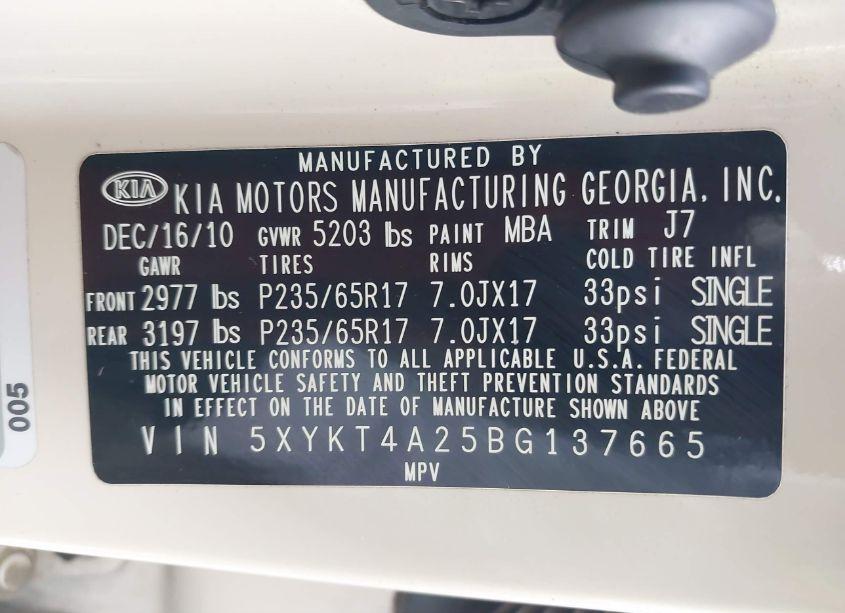 MANUFACTURED BY
KIA KIA MOTORS MANUFACTURING GEORGIA, INC.
DEC/16/10 GVWR 5203 lbs PAINT MBA TRIM J7
GAWR TIRES RIMS COLD TIRE INFL
FRONT 2977 lbs P235/65R17 7.0JX17 33psi SINGLE
REAR 3197 lbs P235/65R17 7.0JX17 33psi SINGLE
THIS VEHICLE CONFORMS TO ALL APPLICABLE U.S.A. FEDERAL
MOTOR VEHICLE SAFETY AND THEFT PREVENTION STANDARDS
IN EFFECT ON THE DATE OF MANUFACTURE SHOWN ABOVE
VIN 5XYKT4A25BG137665
MPV
005